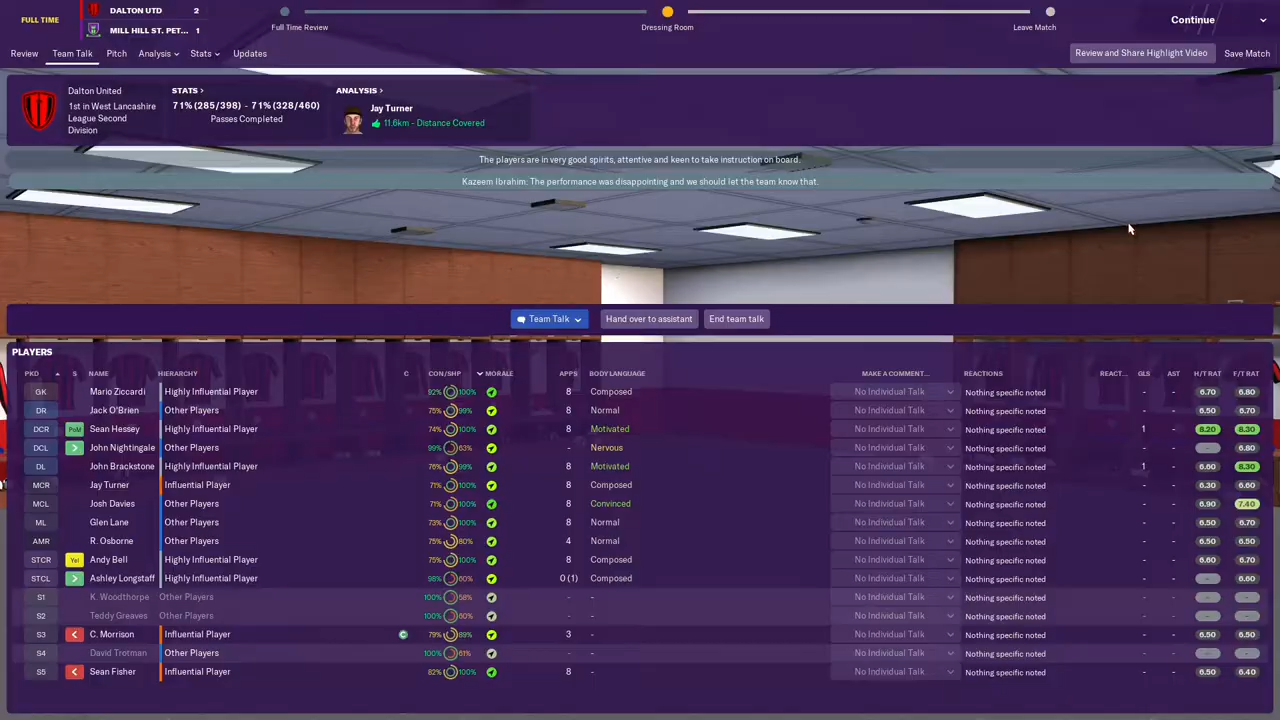 FULL TIME
DALTON UTD 2
MILL HILL ST. PET... 1
Full Time Review
Dressing Room
Leave Match
Continue
Review Team Talk Pitch Analysis Stats Updates
Review and Share Highlight Video Save Match
Dalton United
1st in West Lancashire
League Second
Division
STATS >
71% (285/398) - 71% (328/460)
Passes Completed
ANALYSIS >
Jay Turner
11.6km - Distance Covered
The players are in very good spirits, attentive and keen to take instruction on board.
Kazeem Ibrahim: The performance was disappointing and we should let the team know that.
Team Talk Hand over to assistant End team talk
PLAYERS
PKD S NAME HIERARCHY C CON/SHP MORALE APPS BODY LANGUAGE MAKE A COMMENT... REACTIONS REACT... GLS AST H/T RAT F/T RAT
GK Mario Ziccardi Highly Influential Player 92% 100% 8 Composed No Individual Talk Nothing specific noted - - 6.70 6.80
DR Jack O'Brien Other Players 75% 99% 8 Normal No Individual Talk Nothing specific noted - - 6.50 6.70
DCR PoM Sean Hessey Highly Influential Player 74% 100% 8 Motivated No Individual Talk Nothing specific noted 1 - 8.20 8.30
DCL John Nightingale Other Players 99% 63% - Nervous No Individual Talk Nothing specific noted - - - 6.80
DL John Brackstone Highly Influential Player 76% 99% 8 Motivated No Individual Talk Nothing specific noted 1 - 6.60 8.30
MCR Jay Turner Influential Player 71% 100% 8 Composed No Individual Talk Nothing specific noted - - 6.30 6.60
MCL Josh Davies Other Players 71% 100% 8 Convinced No Individual Talk Nothing specific noted - - 6.90 7.40
ML Glen Lane Other Players 73% 100% 8 Normal No Individual Talk Nothing specific noted - - 6.50 6.70
AMR R. Osborne Other Players 75% 80% 4 Normal No Individual Talk Nothing specific noted - - 6.50 6.50
STCR Yel Andy Bell Highly Influential Player 75% 100% 8 Composed No Individual Talk Nothing specific noted - - 6.60 6.70
STCL Ashley Longstaff Highly Influential Player 98% 60% 0 (1) Composed No Individual Talk Nothing specific noted - - - 6.60
S1 K. Woodthorpe Other Players 100% 58% - - No Individual Talk Nothing specific noted - - - -
S2 Teddy Greaves Other Players 100% 60% - - No Individual Talk Nothing specific noted - - - -
S3 C. Morrison Influential Player C 79% 89% 3 - No Individual Talk Nothing specific noted - - 6.50 6.50
S4 David Trotman Other Players 100% 61% - - No Individual Talk Nothing specific noted - - - -
S5 Sean Fisher Influential Player 82% 100% 8 - No Individual Talk Nothing specific noted - - 6.50 6.40